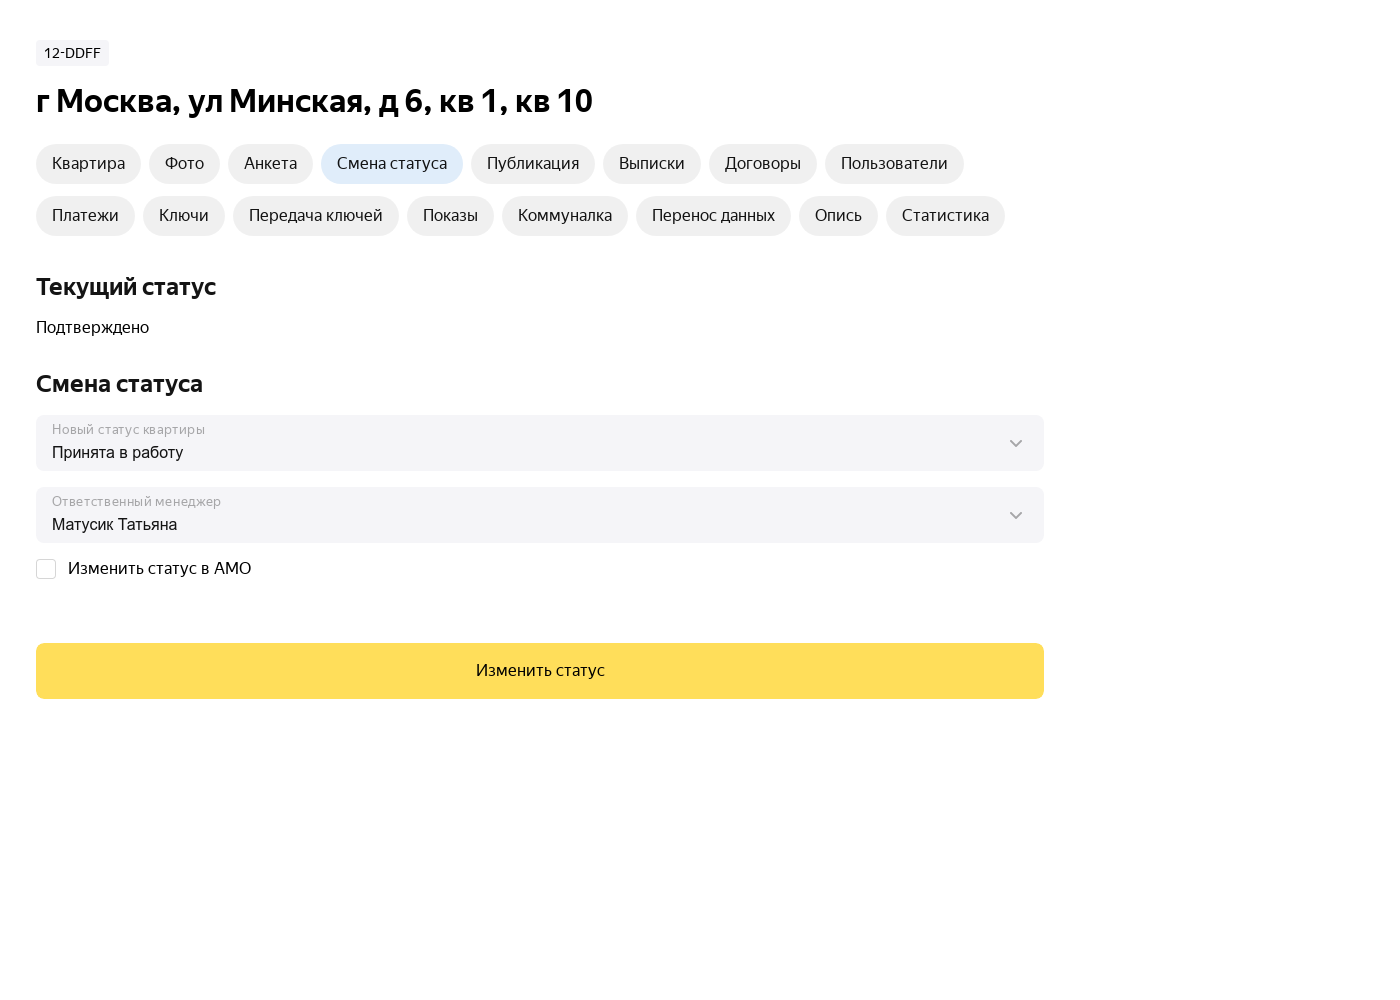 12-DDFF
г Москва, ул Минская, д 6, кв 1, кв 10
Квартира Фото Анкета Смена статуса Публикация Выписки Договоры Пользователи
Платежи Ключи Передача ключей Показы Коммуналка Перенос данных Опись Статистика
Текущий статус
Подтверждено
Смена статуса
Новый статус квартиры
Принята в работу
Ответственный менеджер
Матусик Татьяна
Изменить статус в АМО
Изменить статус